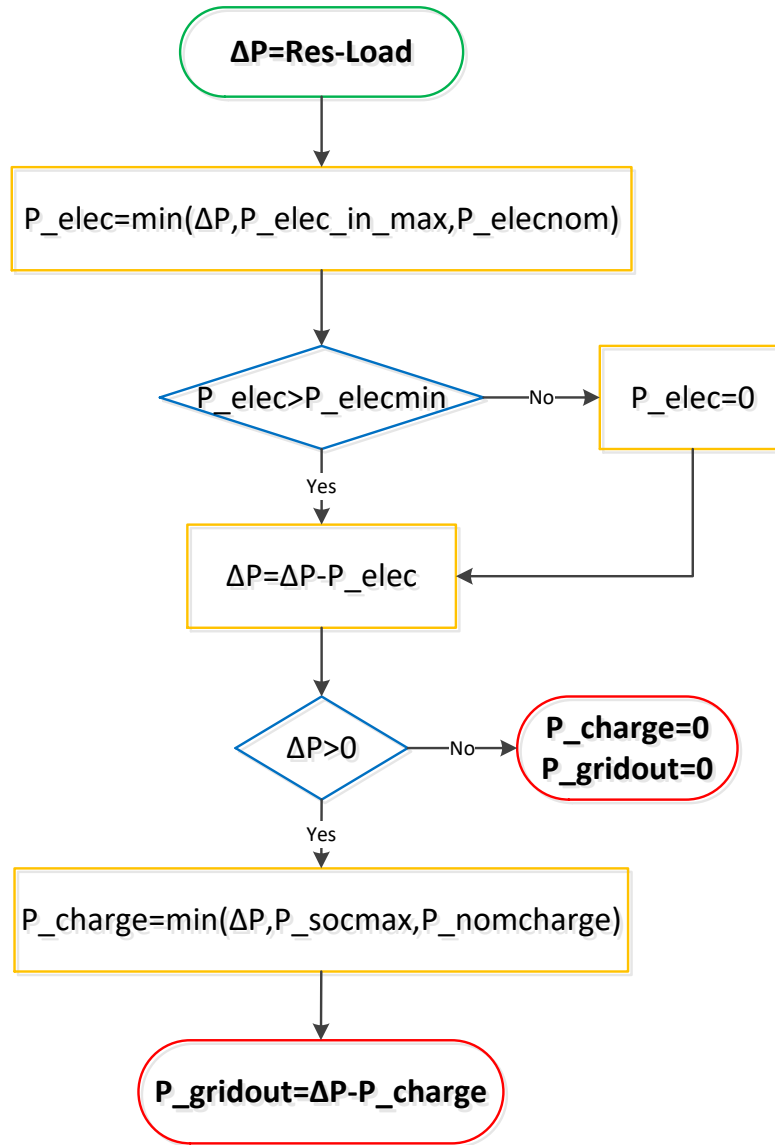 ΔP=Res-Load
P_elec=min(ΔP,P_elec_in_max,P_elecnom)
P_elec>P_elecmin
No
P_elec=0
Yes
ΔP=ΔP-P_elec
ΔP>0
No
P_charge=0
P_gridout=0
Yes
P_charge=min(ΔP,P_socmax,P_nomcharge)
P_gridout=ΔP-P_charge